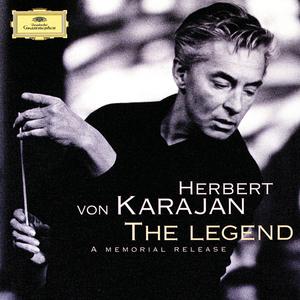 Deutsche
Grammophon
HERBERT
VON KARAJAN
THE LEGEND
A MEMORIAL RELEASE